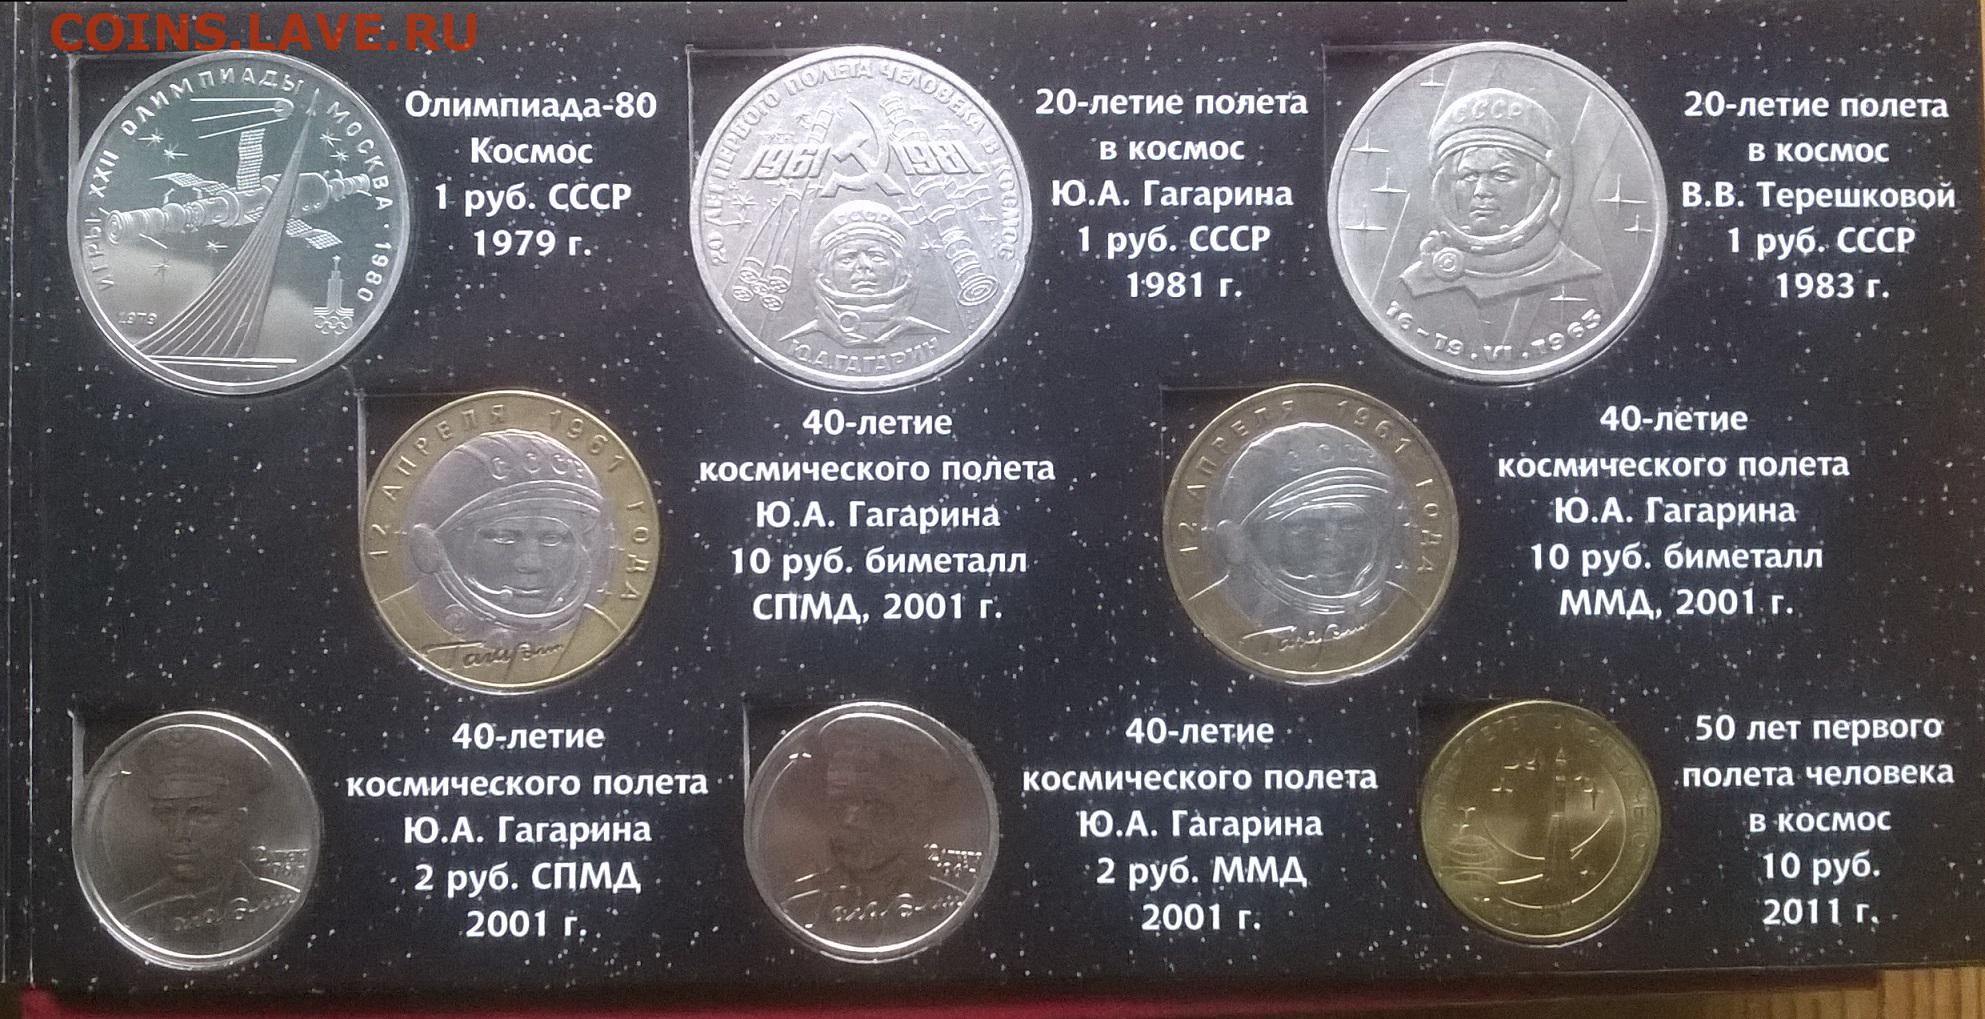 COINS.LAVE.RU
ИГРЫ XXII ОЛИМПИАДЫ МОСКВА · 1980
1979
Олимпиада-80
Космос
1 руб. СССР
1979 г.
20 ЛЕТ ПЕРВОГО ПОЛЕТА ЧЕЛОВЕКА В КОСМОС
1961 1981
СССР
Ю.А.ГАГАРИН
20-летие полета
в космос
Ю.А. Гагарина
1 руб. СССР
1981 г.
СССР
16-19.VI.1963
20-летие полета
в космос
В.В. Терешковой
1 руб. СССР
1983 г.
12 АПРЕЛЯ 1961 ГОДА
СССР
40-летие
космического полета
Ю.А. Гагарина
10 руб. биметалл
СПМД, 2001 г.
12 АПРЕЛЯ 1961 ГОДА
СССР
40-летие
космического полета
Ю.А. Гагарина
10 руб. биметалл
ММД, 2001 г.
40-летие
космического полета
Ю.А. Гагарина
2 руб. СПМД
2001 г.
40-летие
космического полета
Ю.А. Гагарина
2 руб. ММД
2001 г.
50 лет первого
полета человека
в космос
10 руб.
2011 г.